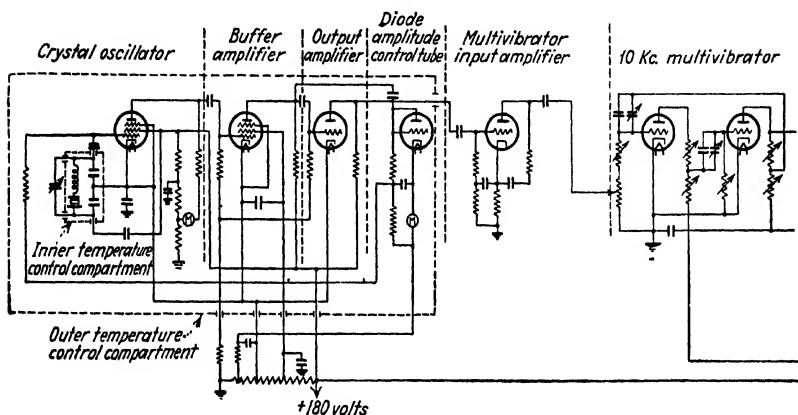 Crystal oscillator
Buffer
amplifier
Output
amplifier
Diode
amplitude
control tube
Multivibrator
input amplifier
10 Kc. multivibrator
M
M
Inner temperature
control compartment
Outer temperature-
control compartment
+180 volts